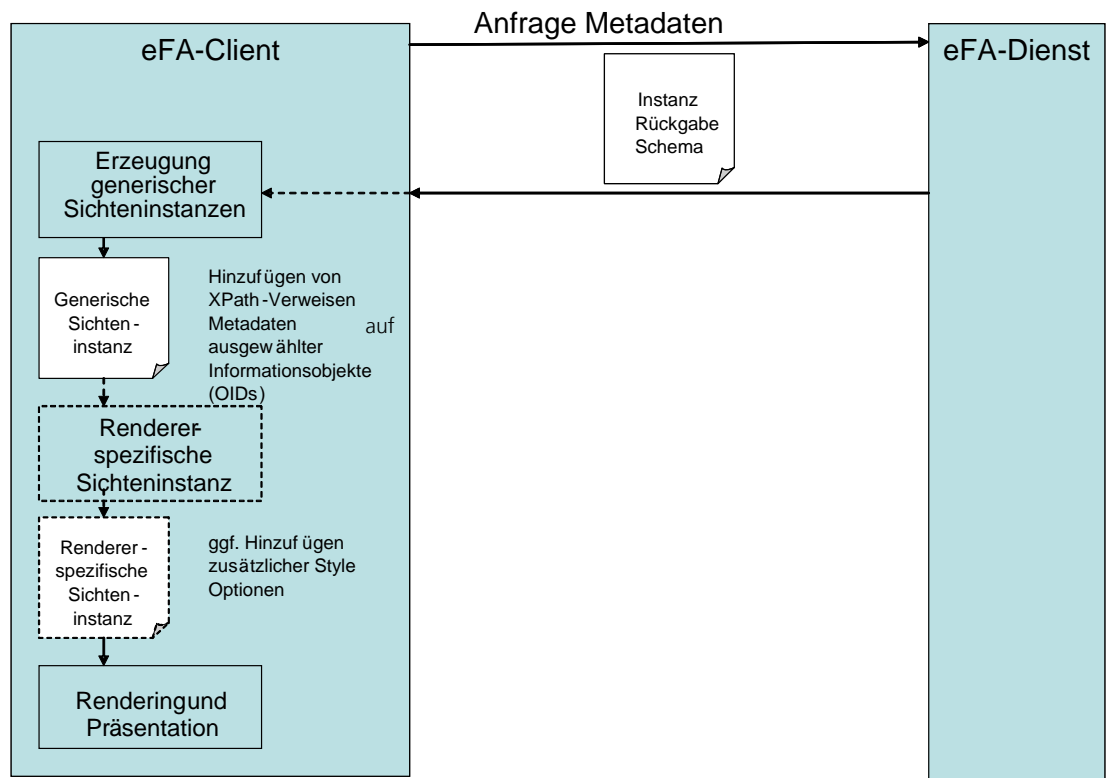 Anfrage Metadaten
eFA-Client
eFA-Dienst
Instanz
Rückgabe
Schema
Erzeugung
generischer
Sichteninstanzen
Generische
Sichten -
instanz
Hinzufügen von
XPath -Verweisen
Metadaten auf
ausgew ählter
Informationsobjekte
(OIDs)
Renderer-
spezifische
Sichteninstanz
Renderer -
spezifische
Sichten -
instanz
ggf. Hinzuf ügen
zusätzlicher Style
Optionen
Renderingund
Präsentation